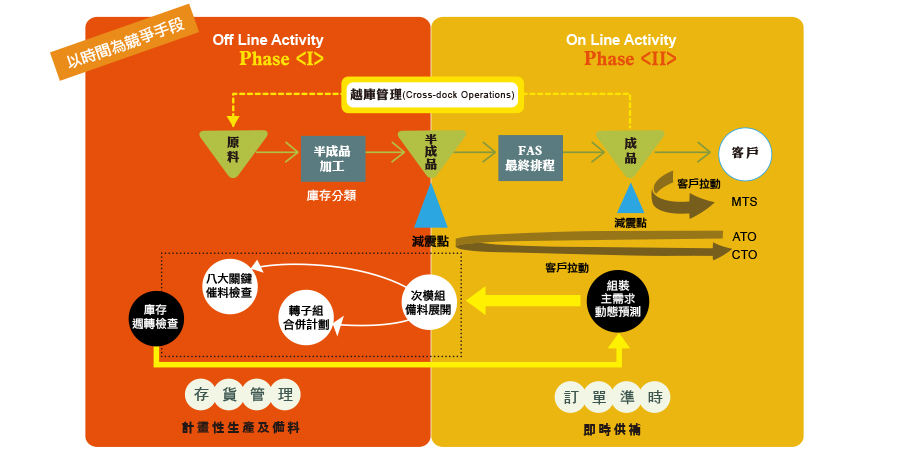 以時間為競爭手段
Off Line Activity
Phase <I>
On Line Activity
Phase <II>
越庫管理(Cross-dock Operations)
原
料
半成品
加工
庫存分類
半
成
品
FAS
最終排程
成
品
客戶
客戶拉動
MTS
減震點
減震點
ATO
CTO
客戶拉動
八大關鍵
催料檢查
轉子組
合併計劃
次模組
備料展開
組裝
主需求
動態預測
庫存
週轉檢查
存貨管理
計畫性生產及備料
訂單準時
即時供補